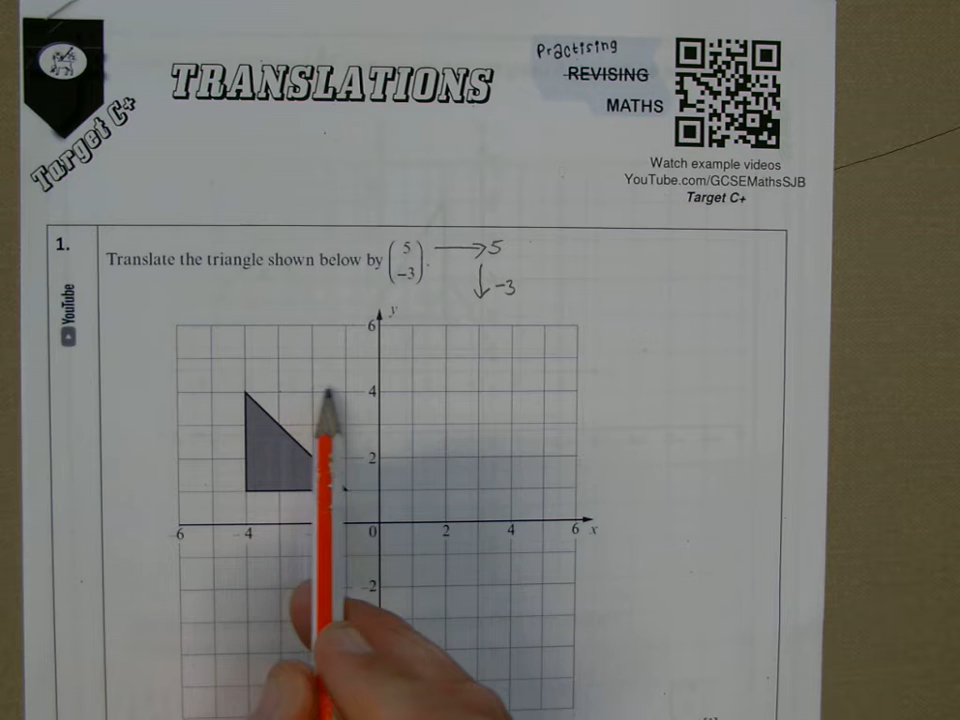 Target C+
TRANSLATIONS
Practising
REVISING
MATHS
Watch example videos
YouTube.com/GCSEMathsSJB
Target C+
1.
YouTube
Translate the triangle shown below by (5 -3). → 5
↓ -3
y
6
4
2
-6 -4 0 2 4 6 x
-2